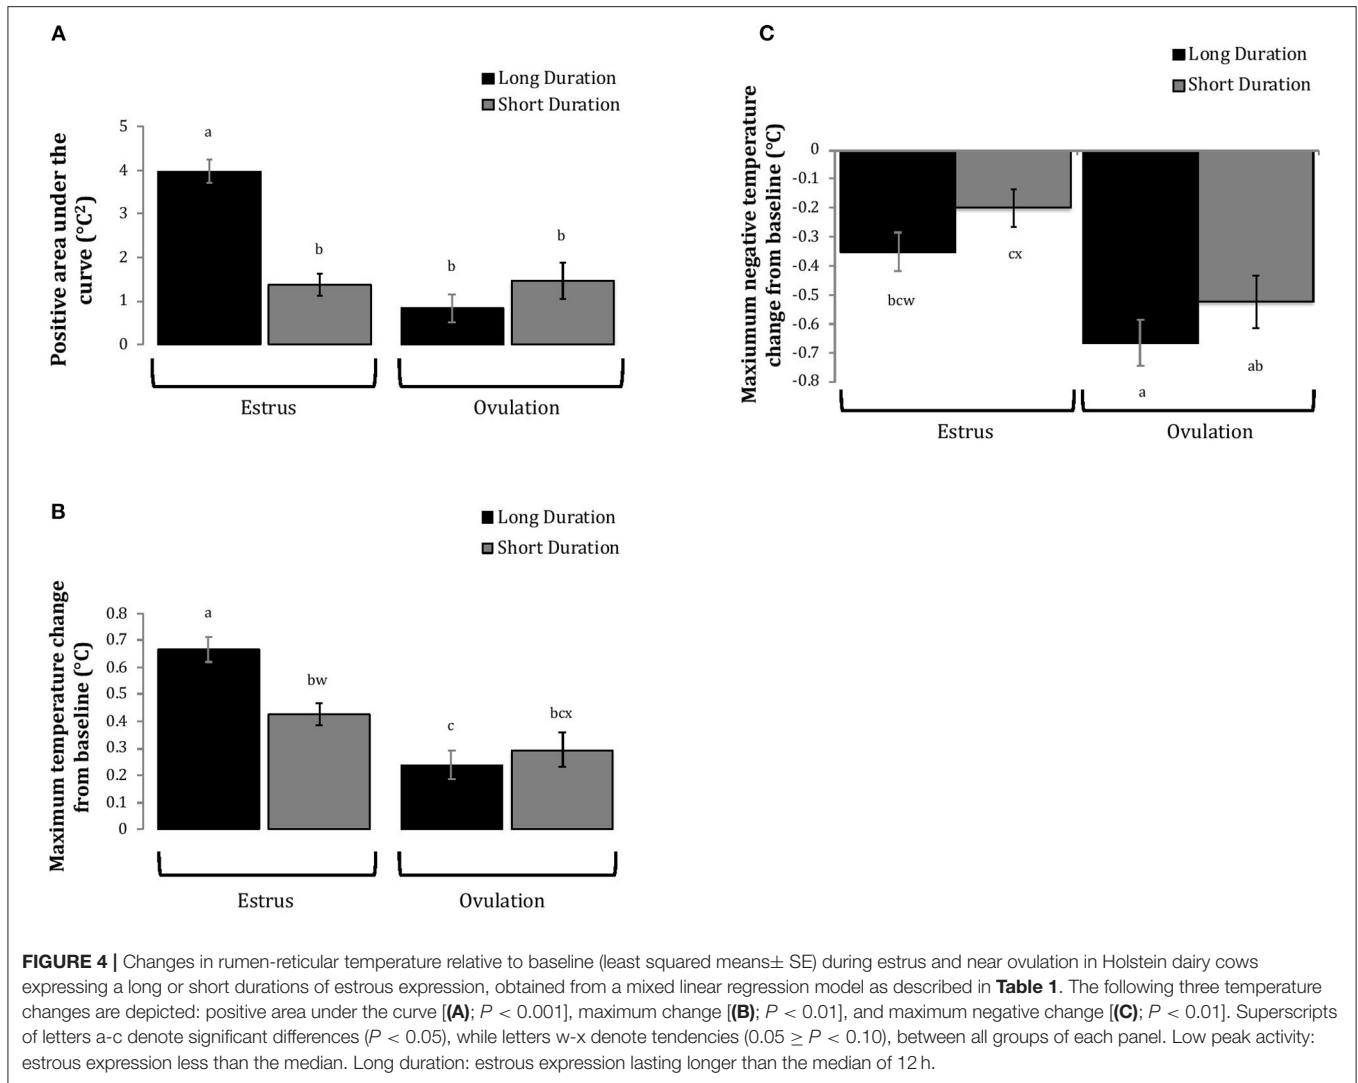 A
Long Duration
Short Duration
Positive area under the
curve (°C²)
5
4
3
2
1
0
a
b
b
b
Estrus
Ovulation
B
Long Duration
Short Duration
Maximum temperature change
from baseline (°C)
0.8
0.7
0.6
0.5
0.4
0.3
0.2
0.1
0
a
bw
c
bcx
Estrus
Ovulation
C
Long Duration
Short Duration
Maxiumum negative temperature
change from baseline (°C)
0
-0.1
-0.2
-0.3
-0.4
-0.5
-0.6
-0.7
-0.8
bcw
cx
a
ab
Estrus
Ovulation
FIGURE 4 | Changes in rumen-reticular temperature relative to baseline (least squared means± SE) during estrus and near ovulation in Holstein dairy cows
expressing a long or short durations of estrous expression, obtained from a mixed linear regression model as described in Table 1. The following three temperature
changes are depicted: positive area under the curve [(A); P < 0.001], maximum change [(B); P < 0.01], and maximum negative change [(C); P < 0.01]. Superscripts
of letters a-c denote significant differences (P < 0.05), while letters w-x denote tendencies (0.05 ≥ P < 0.10), between all groups of each panel. Low peak activity:
estrous expression less than the median. Long duration: estrous expression lasting longer than the median of 12 h.